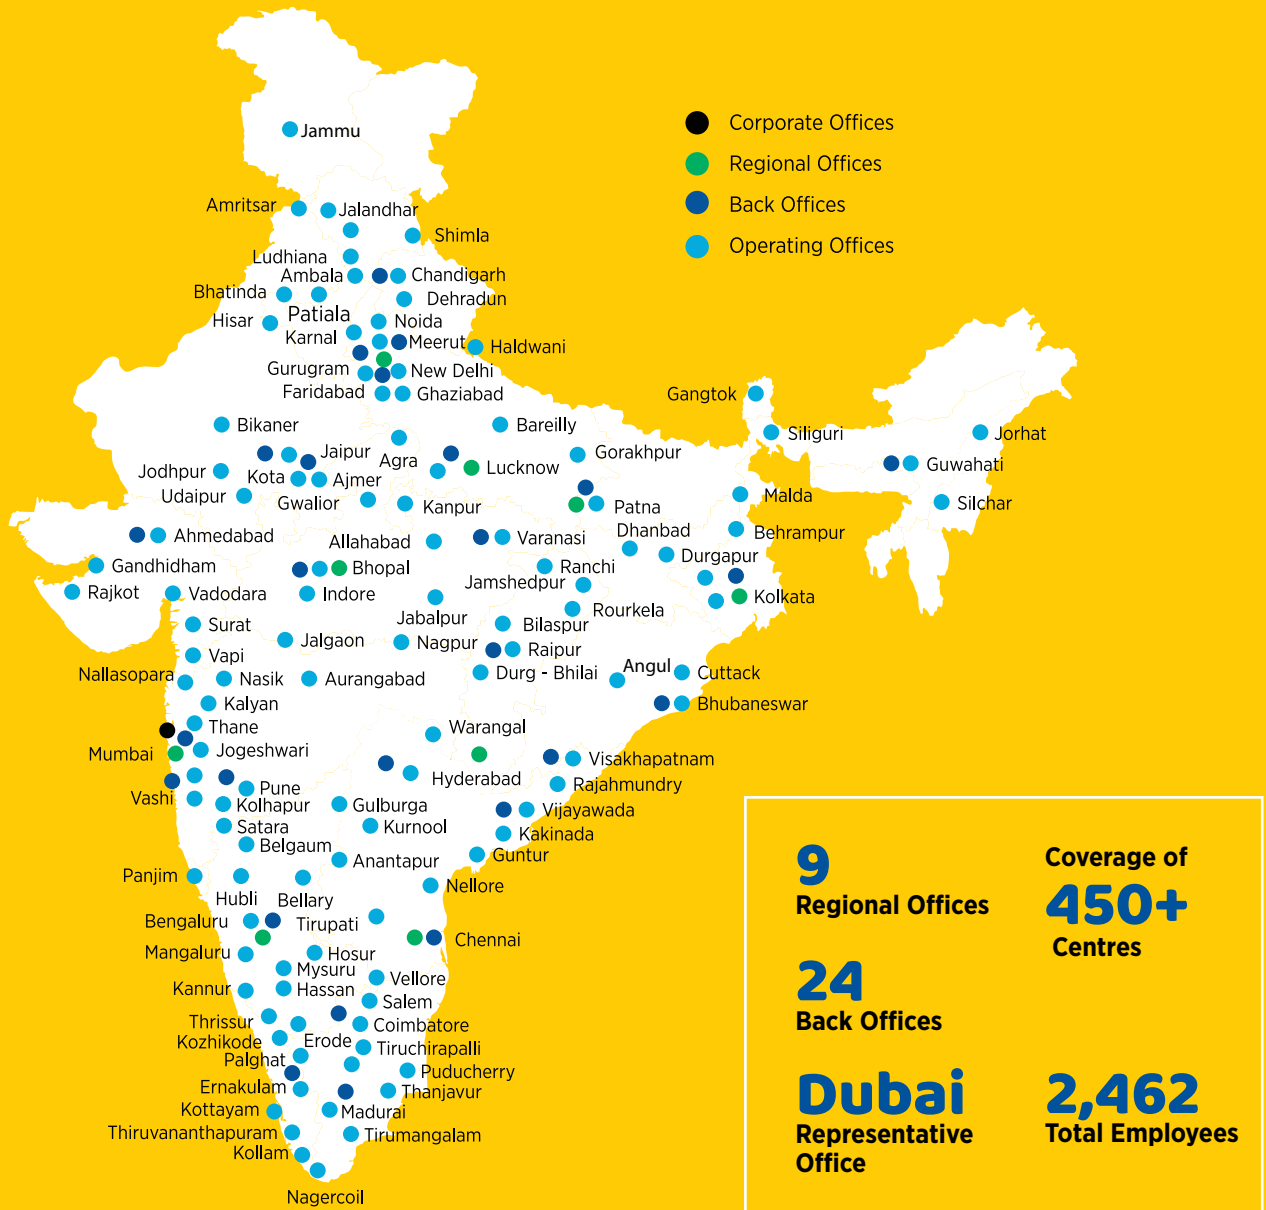 Corporate Offices
Regional Offices
Back Offices
Operating Offices
Jammu
Amritsar
Jalandhar
Shimla
Ludhiana
Ambala
Chandigarh
Bhatinda
Dehradun
Patiala
Hisar
Noida
Karnal
Meerut
Haldwani
Gurugram
New Delhi
Faridabad
Ghaziabad
Gangtok
Bikaner
Bareilly
Siliguri
Jorhat
Jaipur
Agra
Lucknow
Gorakhpur
Guwahati
Jodhpur
Kota
Ajmer
Udaipur
Gwalior
Kanpur
Patna
Malda
Silchar
Ahmedabad
Allahabad
Varanasi
Dhanbad
Behrampur
Gandhidham
Bhopal
Ranchi
Durgapur
Rajkot
Vadodara
Indore
Jamshedpur
Kolkata
Jabalpur
Rourkela
Surat
Bilaspur
Jalgaon
Nagpur
Raipur
Vapi
Nallasopara
Nasik
Aurangabad
Durg - Bhilai
Angul
Cuttack
Kalyan
Bhubaneswar
Thane
Warangal
Mumbai
Jogeshwari
Hyderabad
Visakhapatnam
Pune
Rajahmundry
Vashi
Kolhapur
Gulburga
Vijayawada
Satara
Kurnool
Kakinada
Belgaum
Anantapur
Guntur
Panjim
Nellore
Hubli
Bellary
Bengaluru
Tirupati
Chennai
Mangaluru
Hosur
Mysuru
Vellore
Kannur
Hassan
Salem
Thrissur
Coimbatore
Kozhikode
Erode
Tiruchirapalli
Palghat
Puducherry
Ernakulam
Thanjavur
Kottayam
Madurai
Thiruvananthapuram
Tirumangalam
Kollam
Nagercoil
9
Regional Offices
Coverage of
450+
Centres
24
Back Offices
Dubai
Representative
Office
2,462
Total Employees